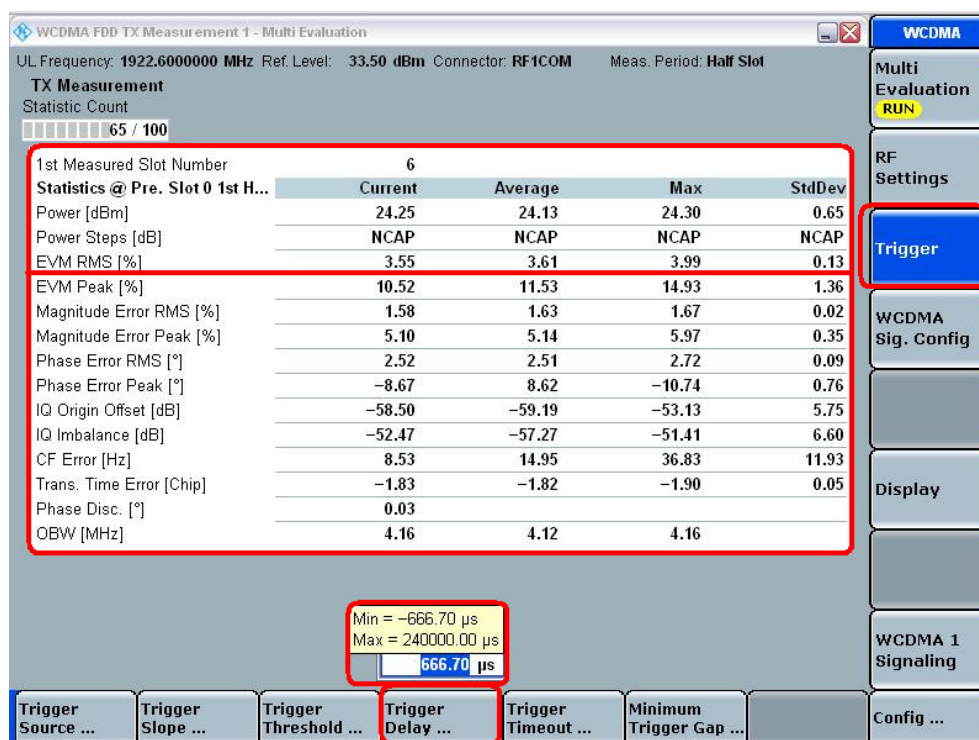 WCDMA FDD TX Measurement 1 - Multi Evaluation
UL Frequency: 1922.6000000 MHz Ref. Level: 33.50 dBm Connector: RF1COM Meas. Period: Half Slot
TX Measurement
Statistic Count
65 / 100
1st Measured Slot Number 6
Statistics @ Pre. Slot 0 1st H... Current Average Max StdDev
Power [dBm] 24.25 24.13 24.30 0.65
Power Steps [dB] NCAP NCAP NCAP NCAP
EVM RMS [%] 3.55 3.61 3.99 0.13
EVM Peak [%] 10.52 11.53 14.93 1.36
Magnitude Error RMS [%] 1.58 1.63 1.67 0.02
Magnitude Error Peak [%] 5.10 5.14 5.97 0.35
Phase Error RMS [°] 2.52 2.51 2.72 0.09
Phase Error Peak [°] −8.67 8.62 −10.74 0.76
IQ Origin Offset [dB] −58.50 −59.19 −53.13 5.75
IQ Imbalance [dB] −52.47 −57.27 −51.41 6.60
CF Error [Hz] 8.53 14.95 36.83 11.93
Trans. Time Error [Chip] −1.83 −1.82 −1.90 0.05
Phase Disc. [°] 0.03
OBW [MHz] 4.16 4.12 4.16
Min = −666.70 µs
Max = 240000.00 µs
666.70 µs
Trigger
Source ...
Trigger
Slope ...
Trigger
Threshold ...
Trigger
Delay ...
Trigger
Timeout ...
Minimum
Trigger Gap ...
WCDMA
Multi
Evaluation
RUN
RF
Settings
Trigger
WCDMA
Sig. Config
Display
WCDMA 1
Signaling
Config ...